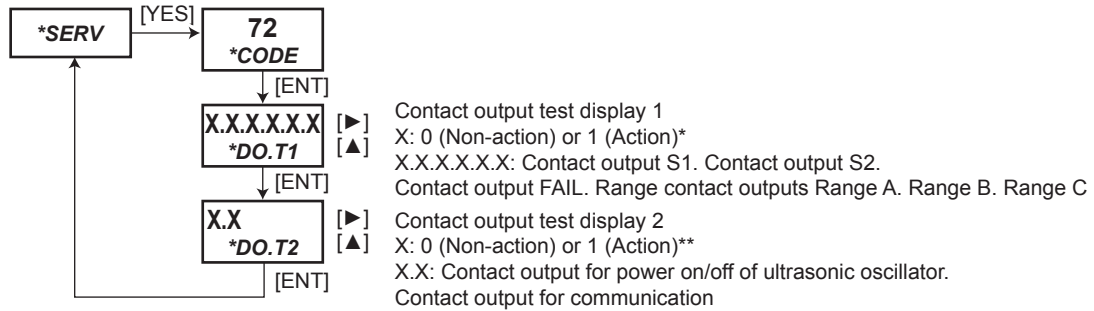 *SERV
[YES]
72
*CODE
[ENT]
X.X.X.X.X.X
*DO.T1
[►]
[▲]
Contact output test display 1
X: 0 (Non-action) or 1 (Action)*
X.X.X.X.X.X: Contact output S1. Contact output S2.
Contact output FAIL. Range contact outputs Range A. Range B. Range C
[ENT]
X.X
*DO.T2
[►]
[▲]
Contact output test display 2
X: 0 (Non-action) or 1 (Action)**
X.X: Contact output for power on/off of ultrasonic oscillator.
Contact output for communication
[ENT]